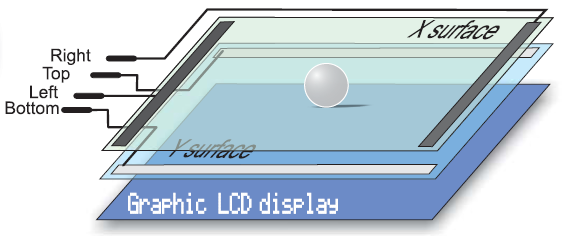 X surface
Right
Top
Left
Bottom
Y surface
Graphic LCD display